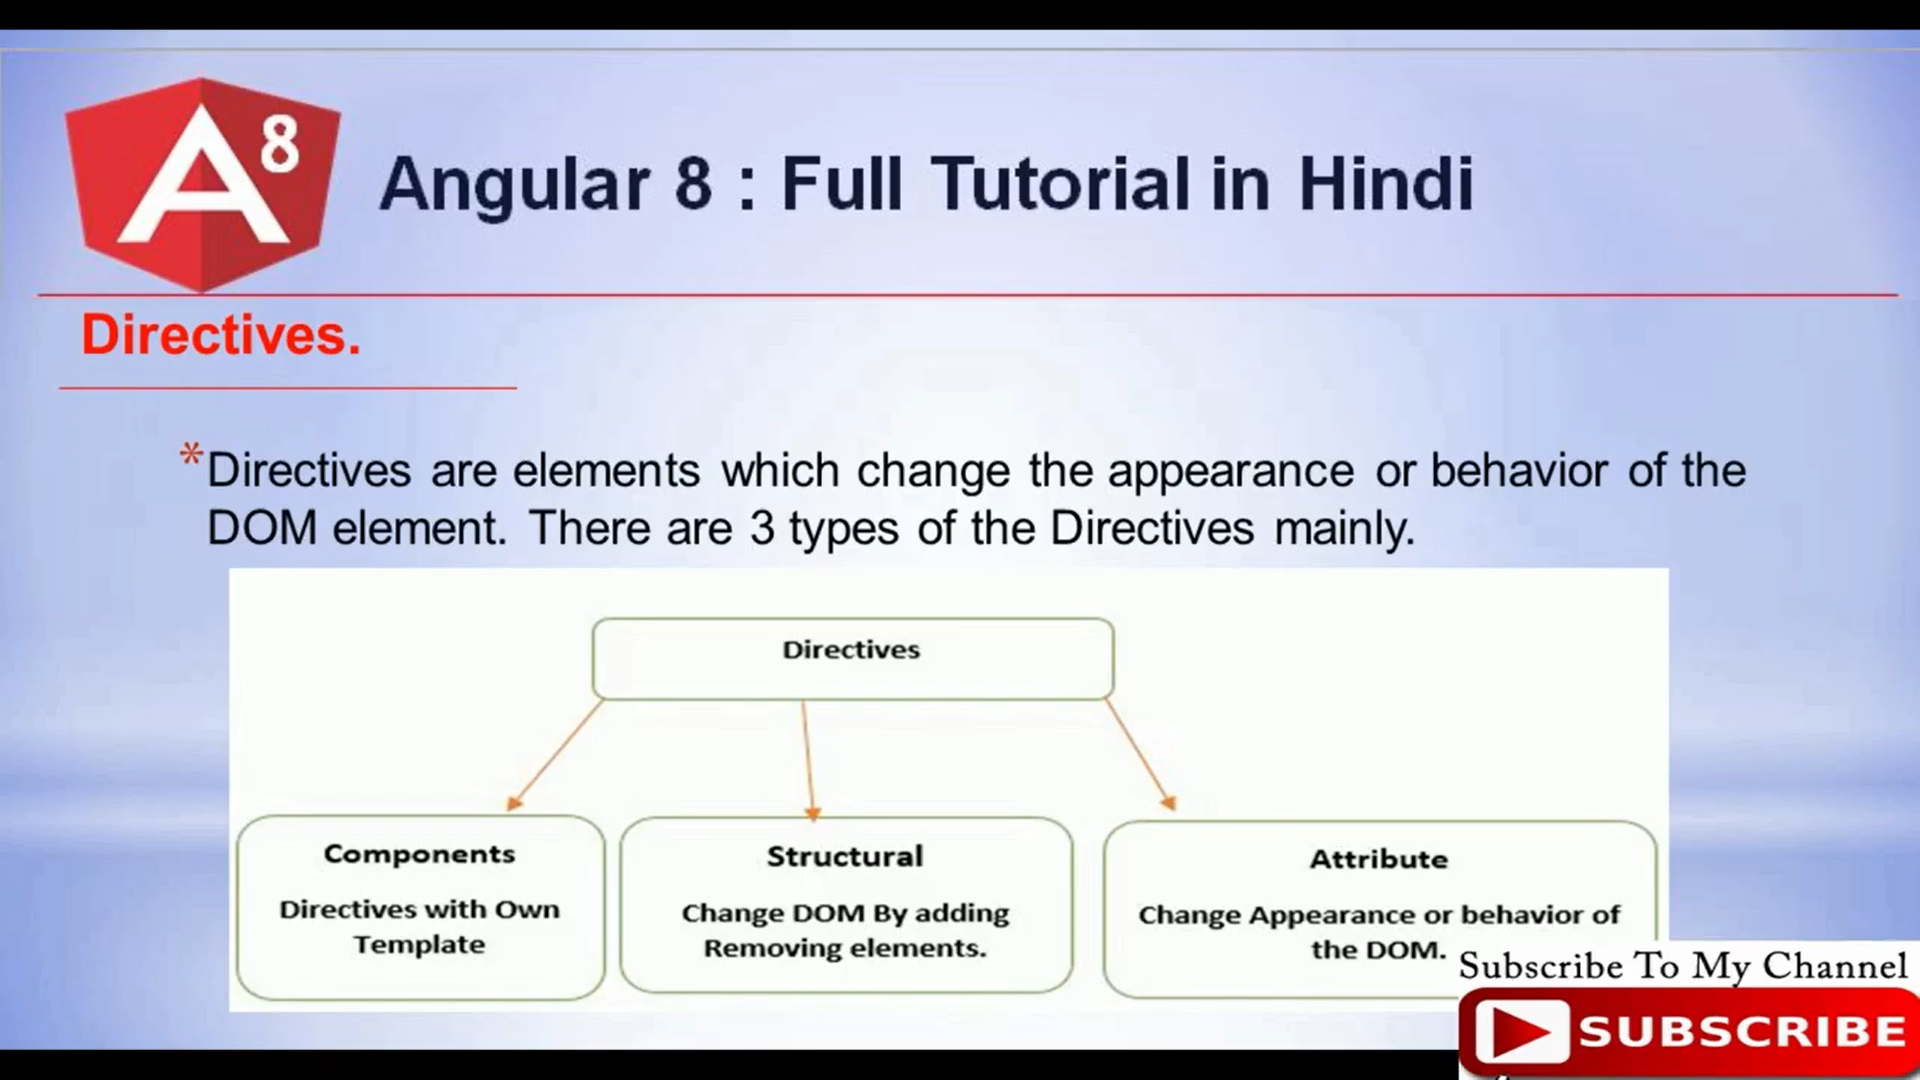 A 8
Angular 8 : Full Tutorial in Hindi
Directives.
*Directives are elements which change the appearance or behavior of the
DOM element. There are 3 types of the Directives mainly.
Directives
Components
Directives with Own
Template
Structural
Change DOM By adding
Removing elements.
Attribute
Change Appearance or behavior of
the DOM.
Subscribe To My Channel
SUBSCRIBE